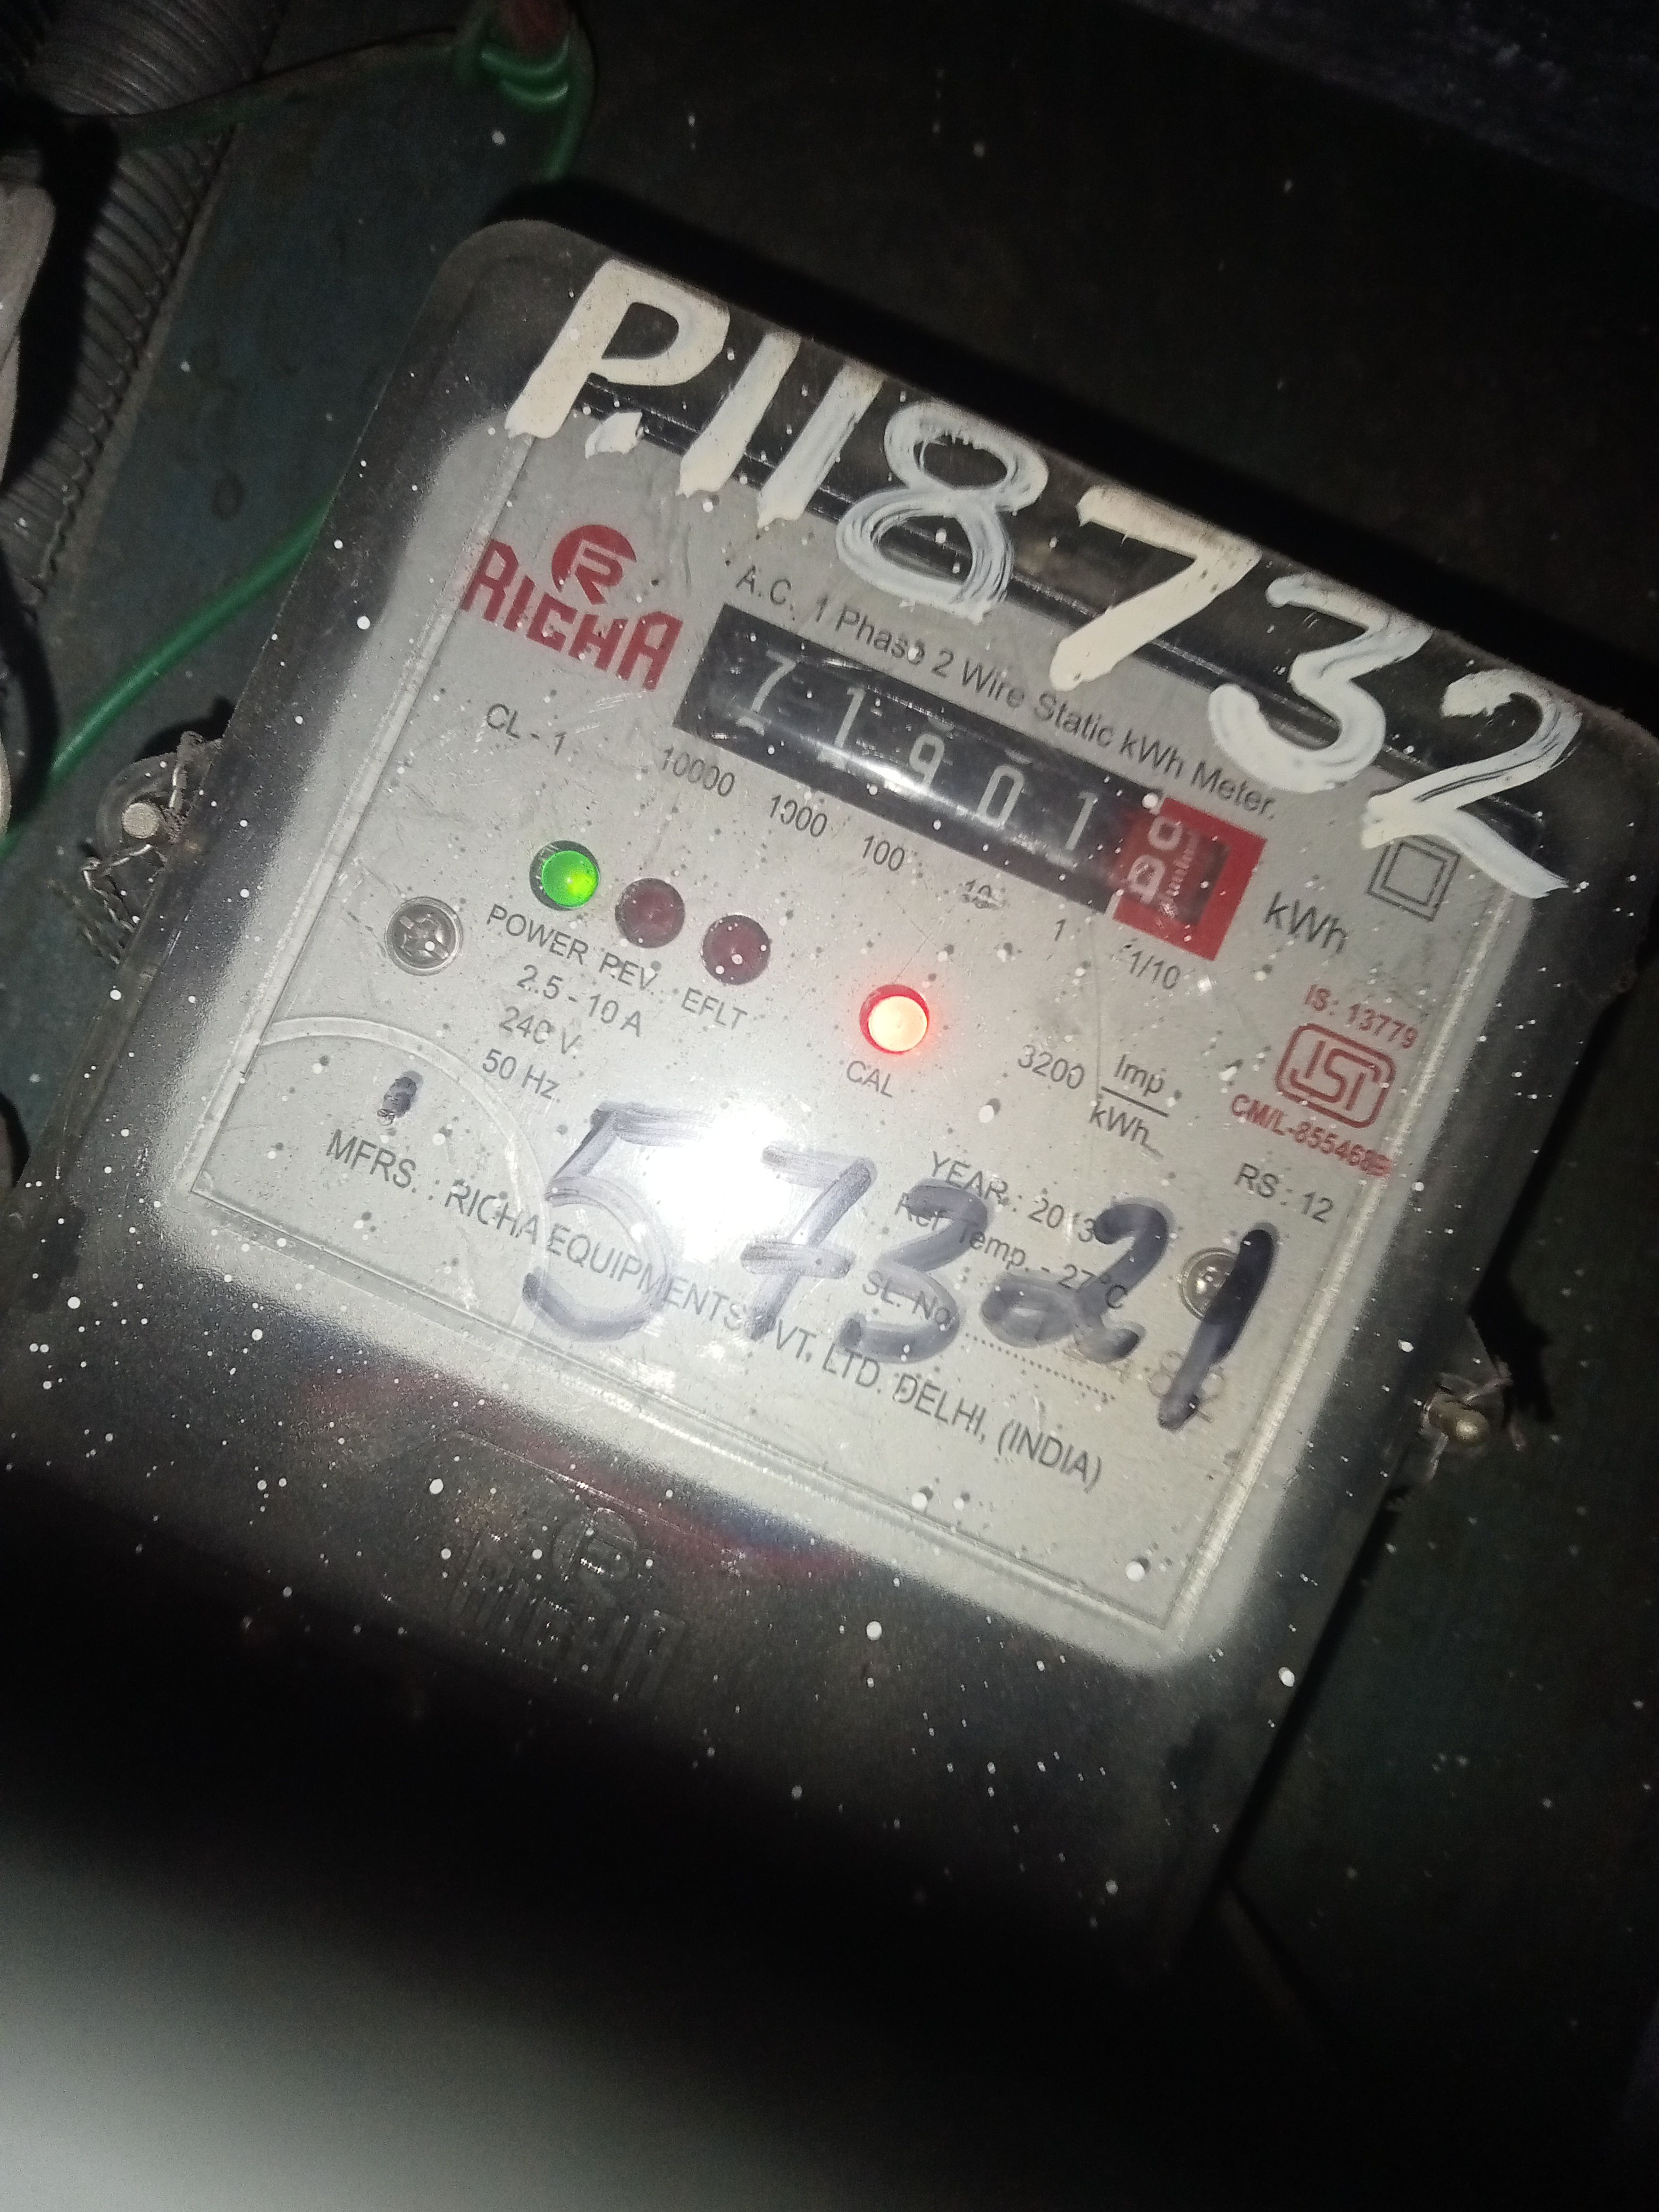 P.118732
RICHA
A.C. 1 Phase 2 Wire Static kWh Meter.
71901
kWh
CL - 1
10000 1000 100 10 1 1/10
POWER REV EFLT
2.5 - 10 A
240 V
50 Hz.
CAL
3200 Imp
kWh
IS: 13779
ISI
RS : 12
57321
YEAR : 2013
Ref. Temp. - 27°C
SL. No.
MFRS. : RICHA EQUIPMENTS PVT. LTD. DELHI, (INDIA)
RICHA